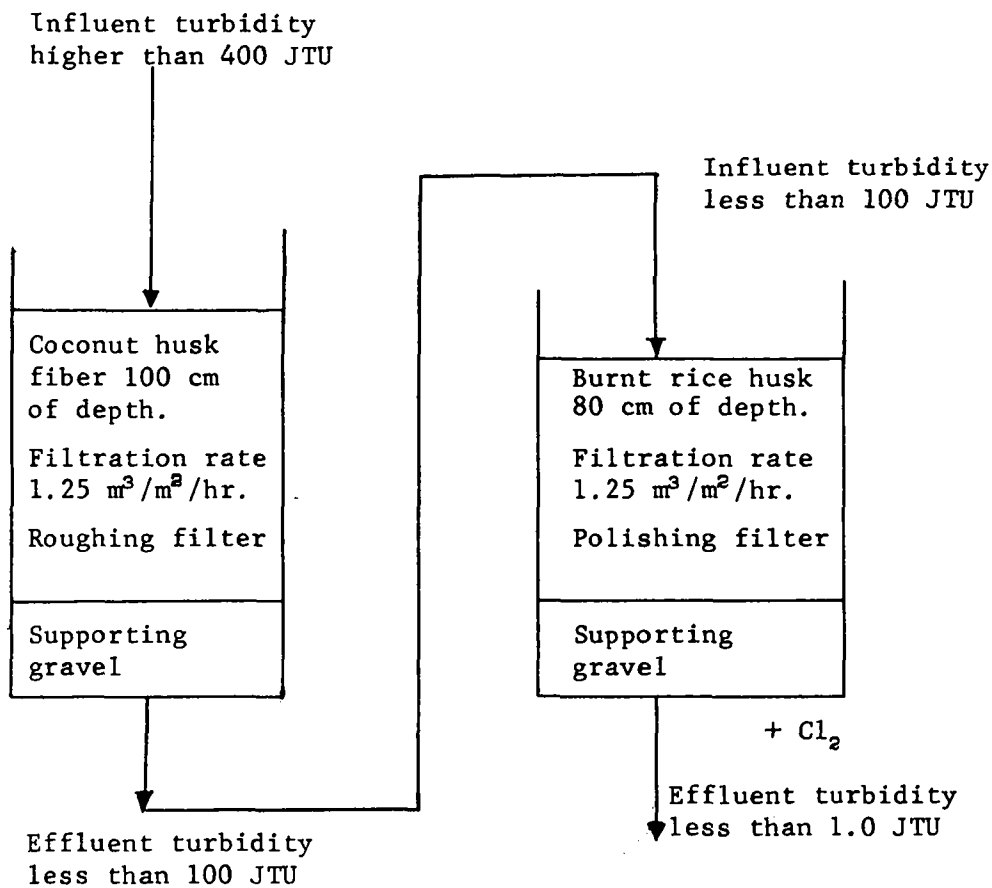 Influent turbidity
higher than 400 JTU
Coconut husk
fiber 100 cm
of depth.
Filtration rate
1.25 m³/m²/hr.
Roughing filter
Supporting
gravel
Effluent turbidity
less than 100 JTU
Influent turbidity
less than 100 JTU
Burnt rice husk
80 cm of depth.
Filtration rate
1.25 m³/m²/hr.
Polishing filter
Supporting
gravel
+ Cl₂
Effluent turbidity
less than 1.0 JTU